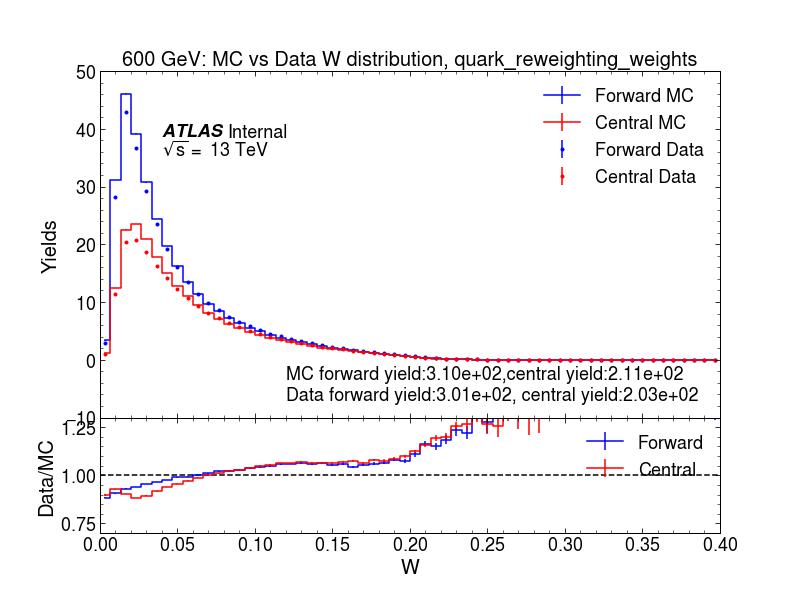 600 GeV: MC vs Data W distribution, quark_reweighting_weights
50
40
30
20
10
0
−10
Yields
ATLAS Internal
√s = 13 TeV
Forward MC
Central MC
Forward Data
Central Data
MC forward yield:3.10e+02,central yield:2.11e+02
Data forward yield:3.01e+02, central yield:2.03e+02
1.25
1.00
0.75
Data/MC
Forward
Central
0.00 0.05 0.10 0.15 0.20 0.25 0.30 0.35 0.40
W